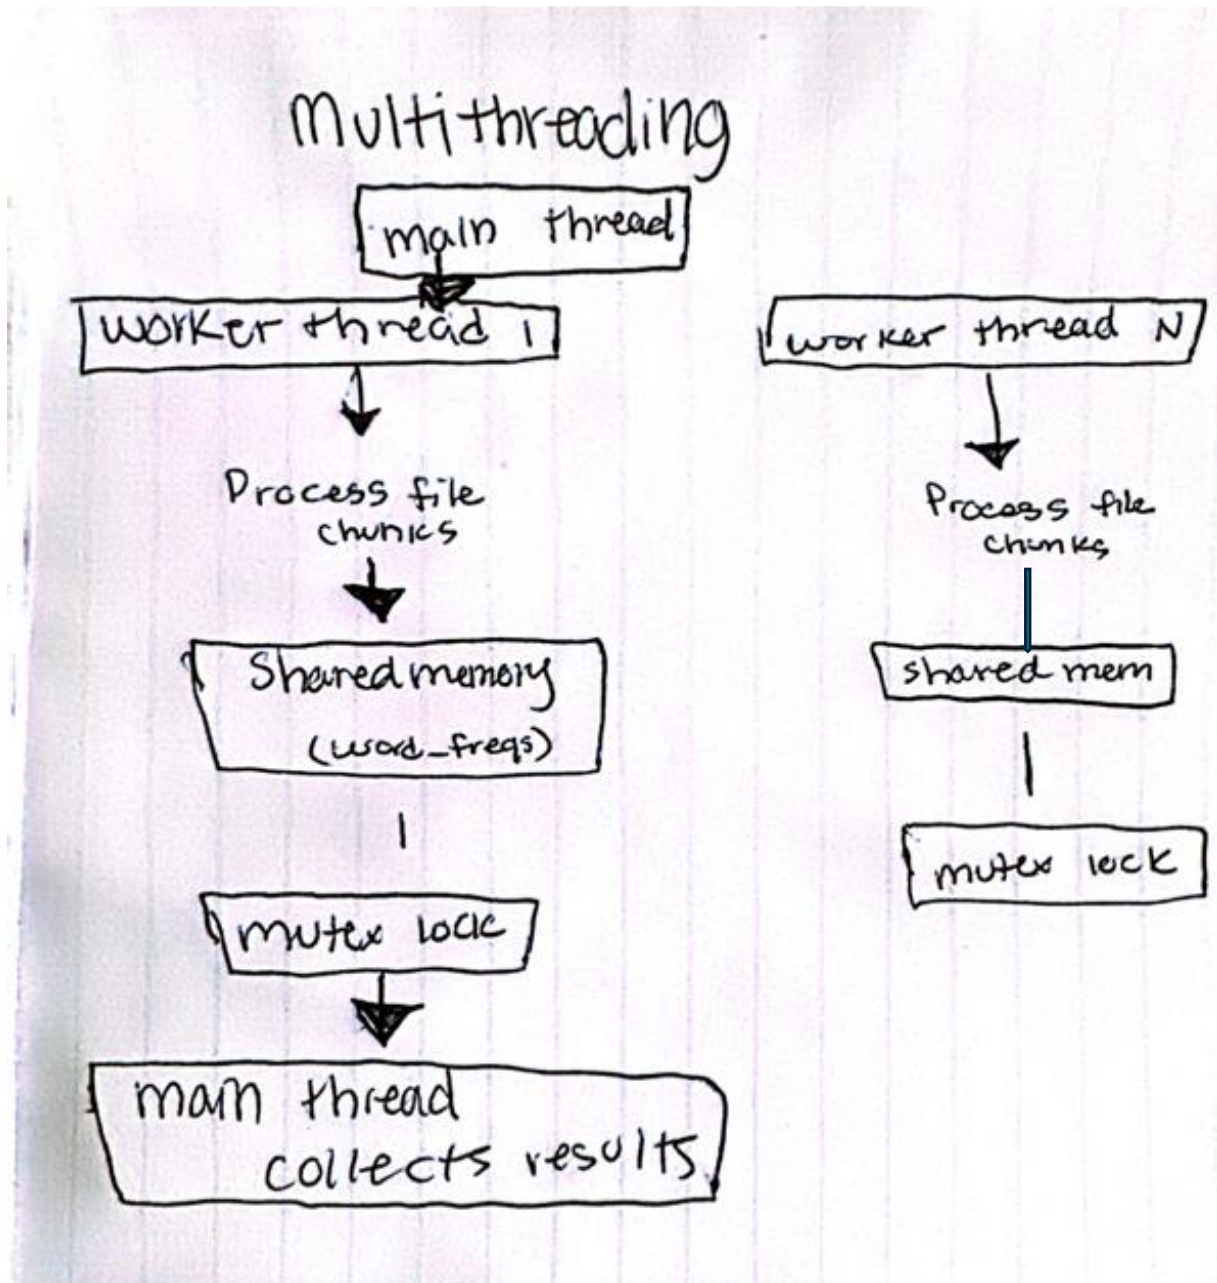 Multithreading
main thread
worker thread 1
worker thread N
Process file
chunks
Process file
chunks
Shared memory
(word_freqs)
shared mem
mutex lock
mutex lock
main thread
collects results